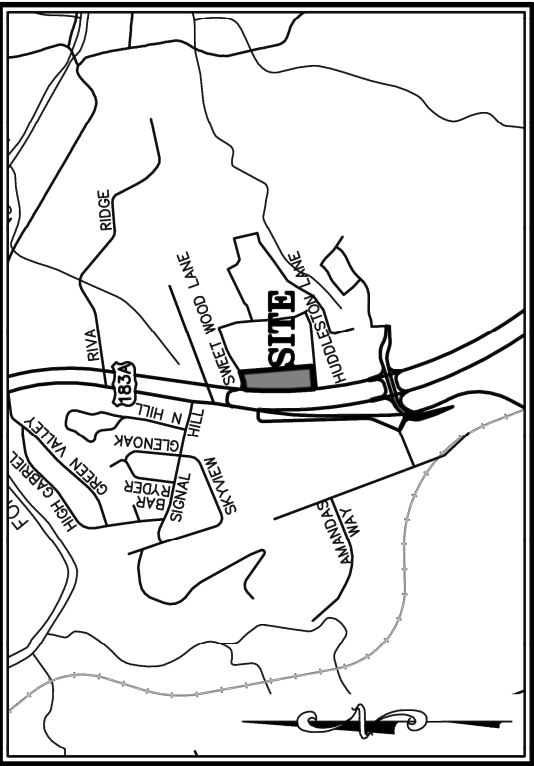 RIDGE
RIVA
SWEET WOOD LANE
HUDDLESTON LANE
SITE
183A
N HILL
GLENOAK
HILL
SIGNAL
SKYVIEW
BAR
RYDER
GREEN VALLEY
HIGH GABRIEL
AMANDAS
WAY
N